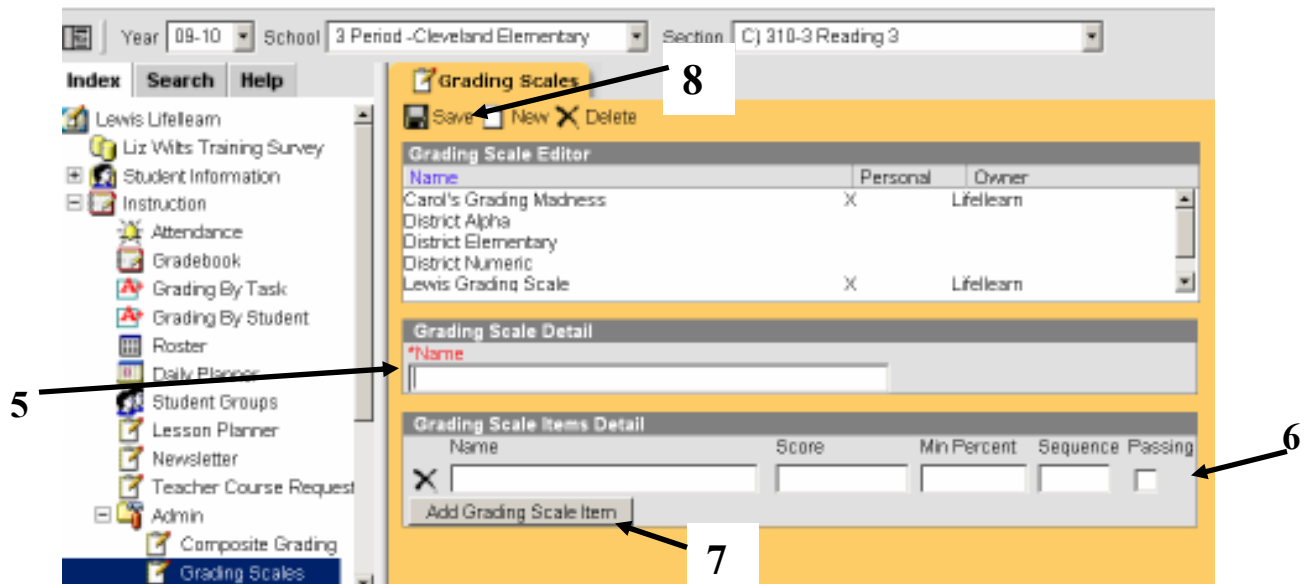 Year 09-10 School 3 Period -Cleveland Elementary Section C) 310-3 Reading 3
Index Search Help
Lewis Lifellearn
Liz Wilts Training Survey
Student Information
Instruction
Attendance
Gradebook
Grading By Task
Grading By Student
Roster
Daily Planner
Student Groups
Lesson Planner
Newsletter
Teacher Course Request
Admin
Composite Grading
Grading Scales
Grading Scales
8
Save New Delete
Grading Scale Editor
Name Personal Owner
Carol's Grading Madness X Lifellearn
District Alpha
District Elementary
District Numeric
Lewis Grading Scale X Lifellearn
Grading Scale Detail
*Name
5
Grading Scale Items Detail
Name Score Min Percent Sequence Passing
6
Add Grading Scale Item
7